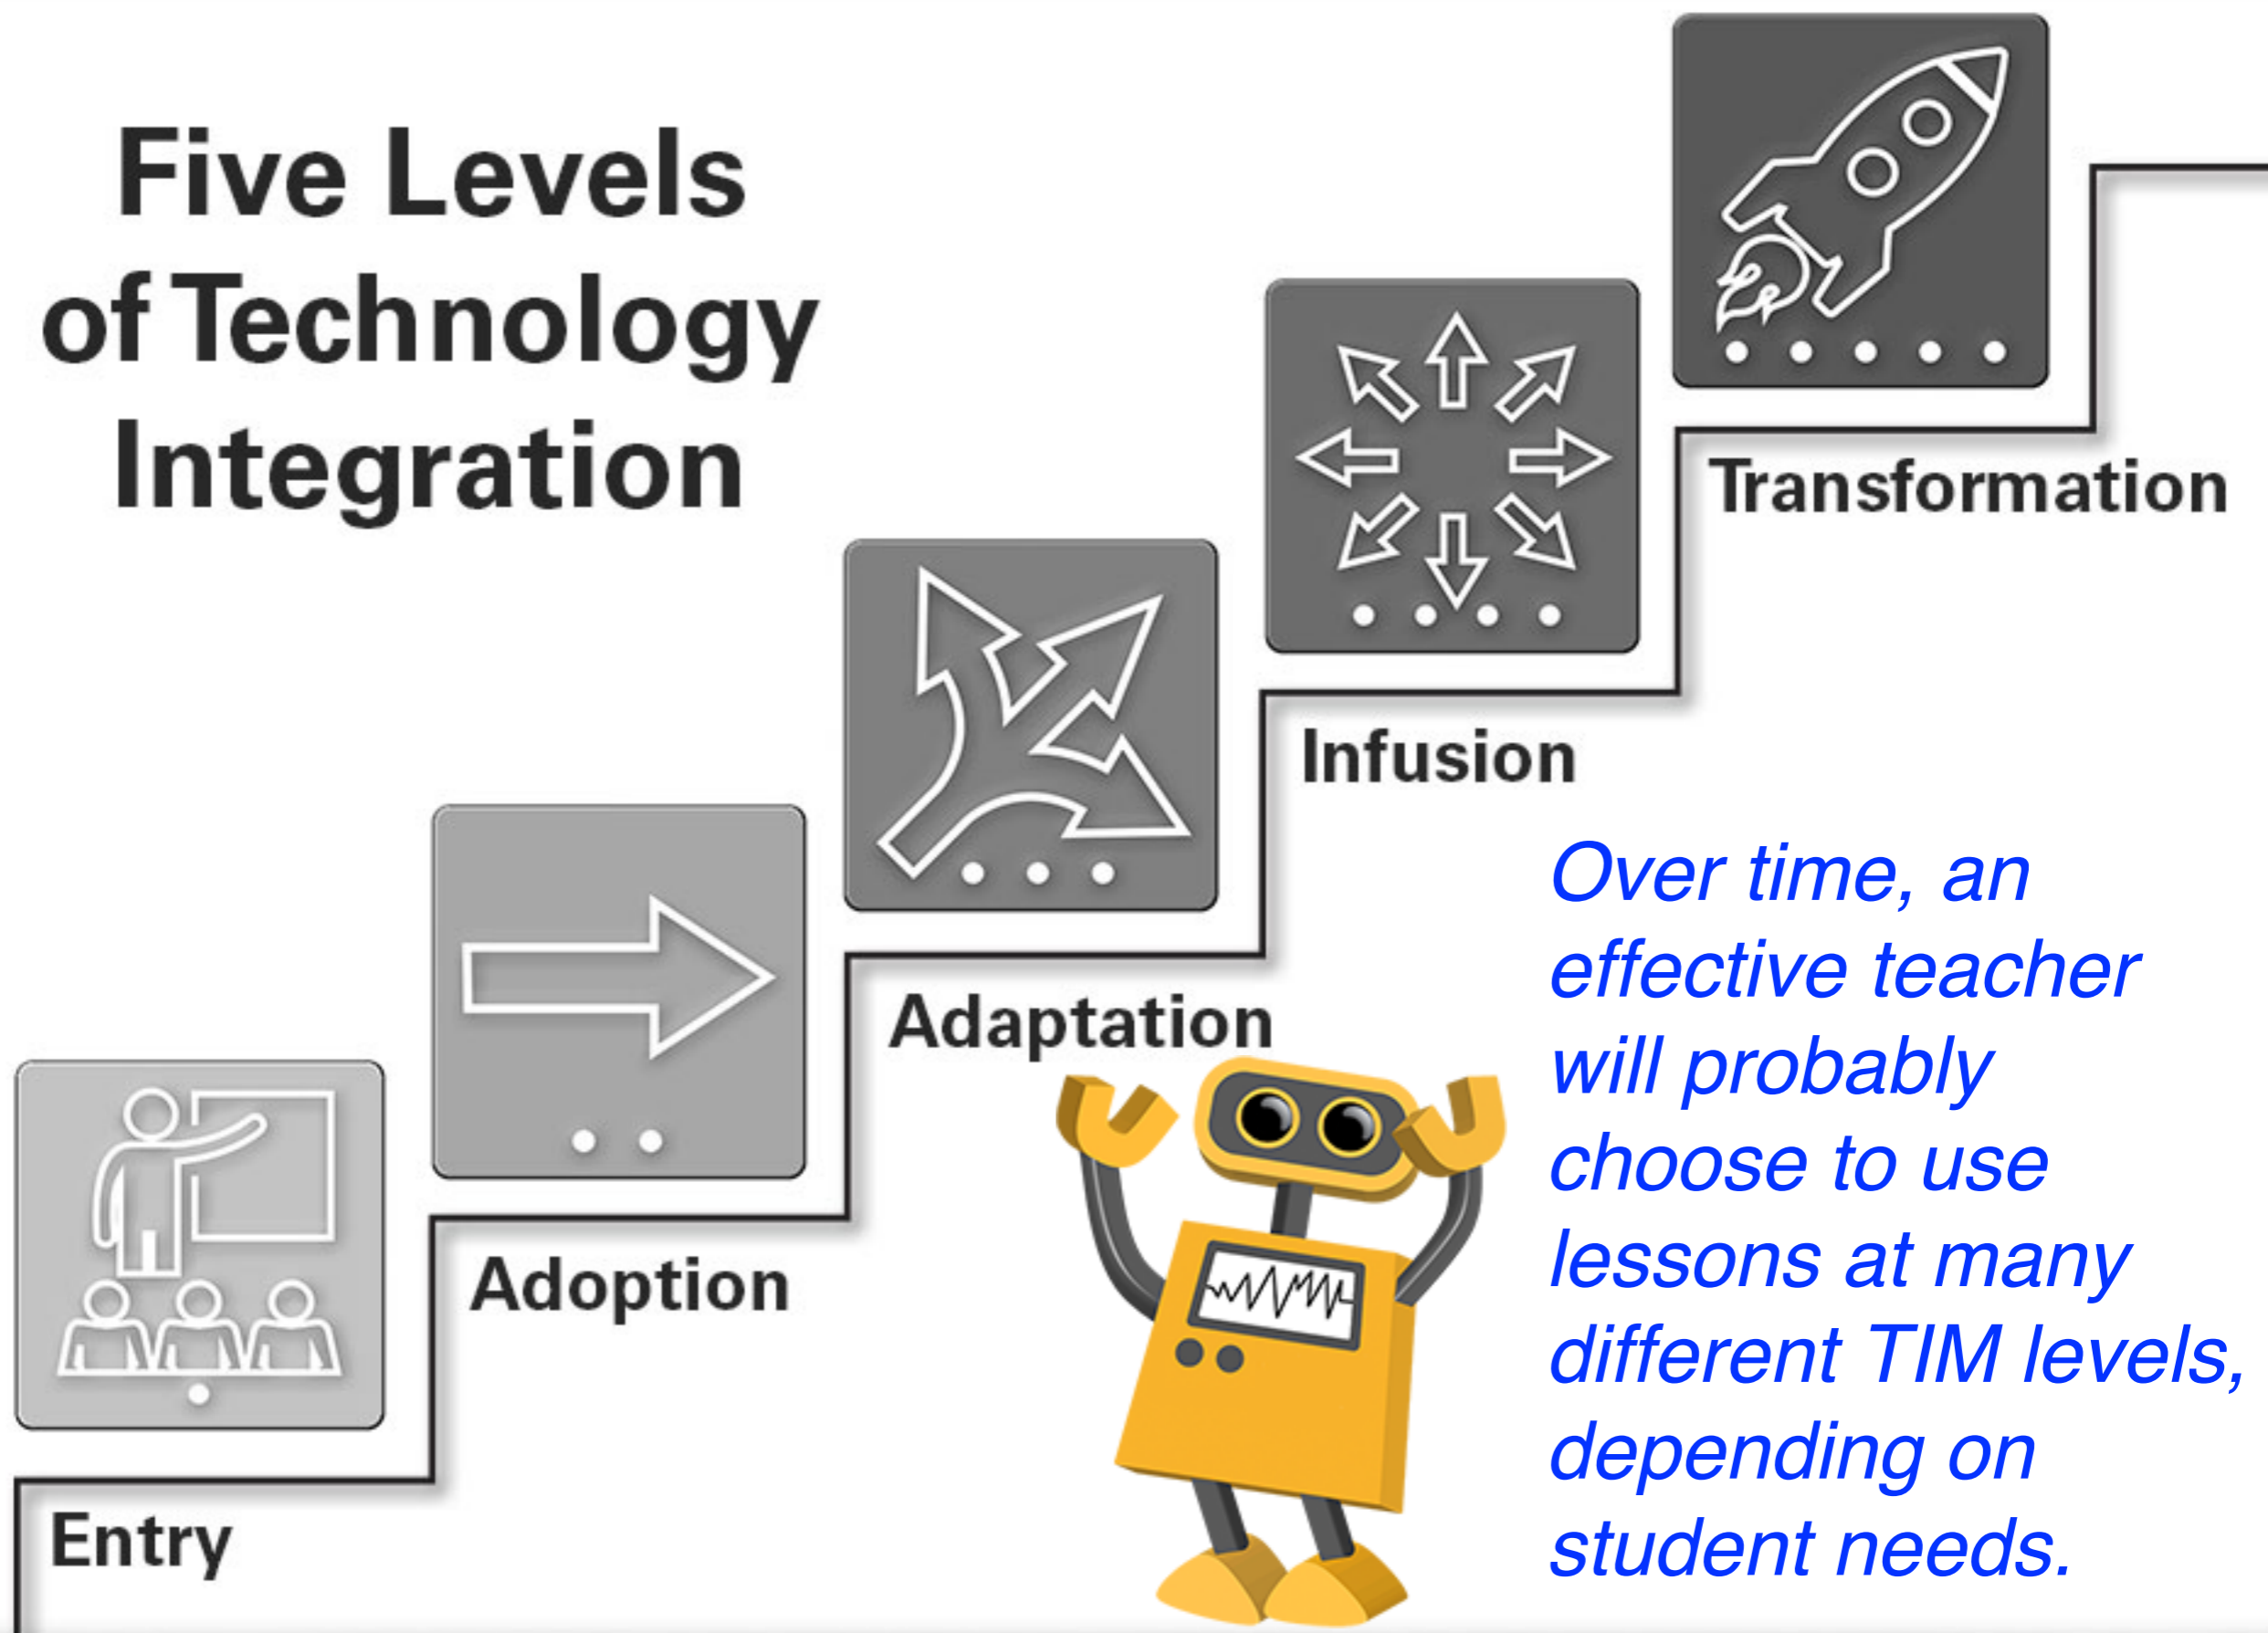 Five Levels
of Technology
Integration
Transformation
Infusion
Adaptation
Adoption
Entry
Over time, an
effective teacher
will probably
choose to use
lessons at many
different TIM levels,
depending on
student needs.